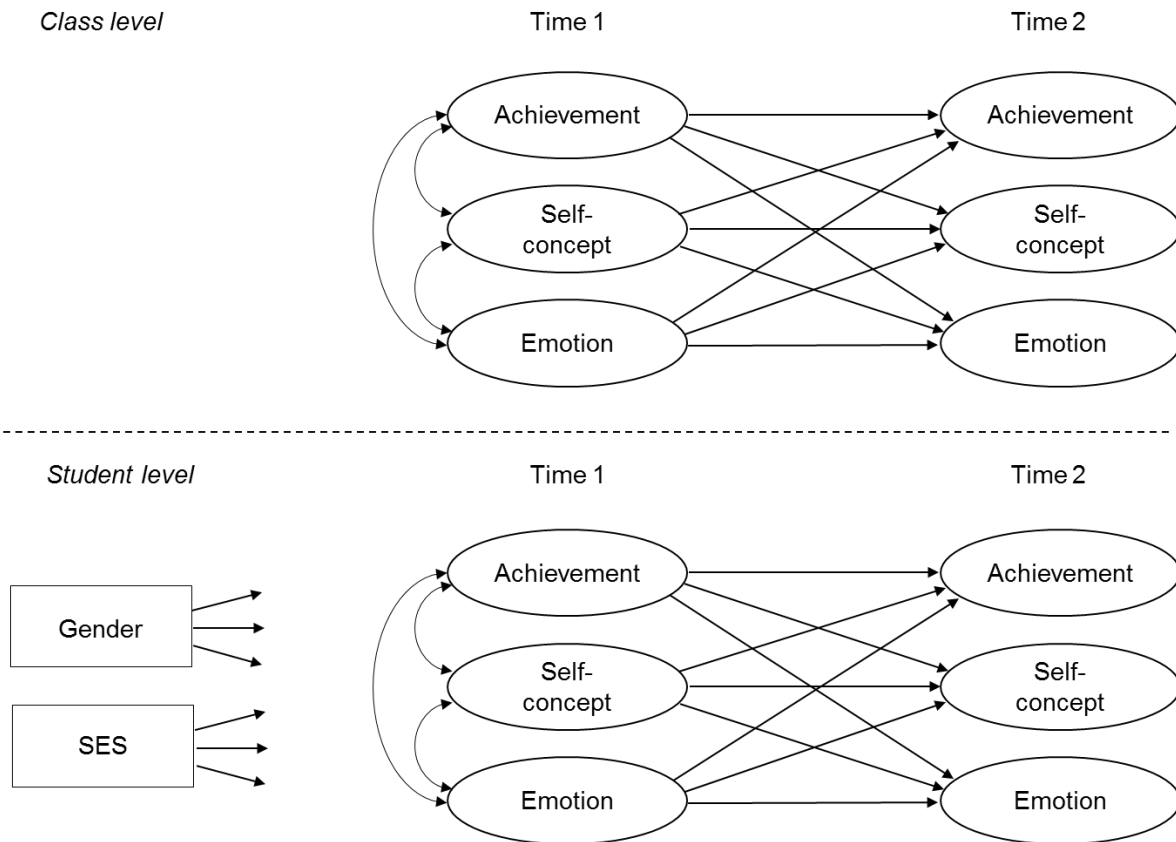 Class level
Time 1
Time 2
Achievement
Achievement
Self-
concept
Self-
concept
Emotion
Emotion
Student level
Time 1
Time 2
Achievement
Achievement
Gender
Self-
concept
Self-
concept
SES
Emotion
Emotion